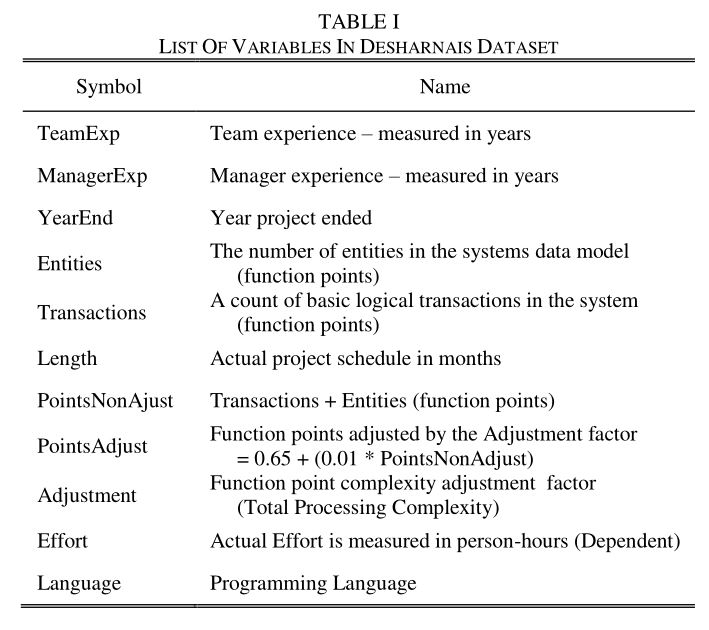 TABLE I
LIST OF VARIABLES IN DESHARNAIS DATASET
Symbol Name
TeamExp Team experience – measured in years
ManagerExp Manager experience – measured in years
YearEnd Year project ended
Entities The number of entities in the systems data model
(function points)
Transactions A count of basic logical transactions in the system
(function points)
Length Actual project schedule in months
PointsNonAjust Transactions + Entities (function points)
PointsAdjust Function points adjusted by the Adjustment factor
= 0.65 + (0.01 * PointsNonAdjust)
Adjustment Function point complexity adjustment factor
(Total Processing Complexity)
Effort Actual Effort is measured in person-hours (Dependent)
Language Programming Language